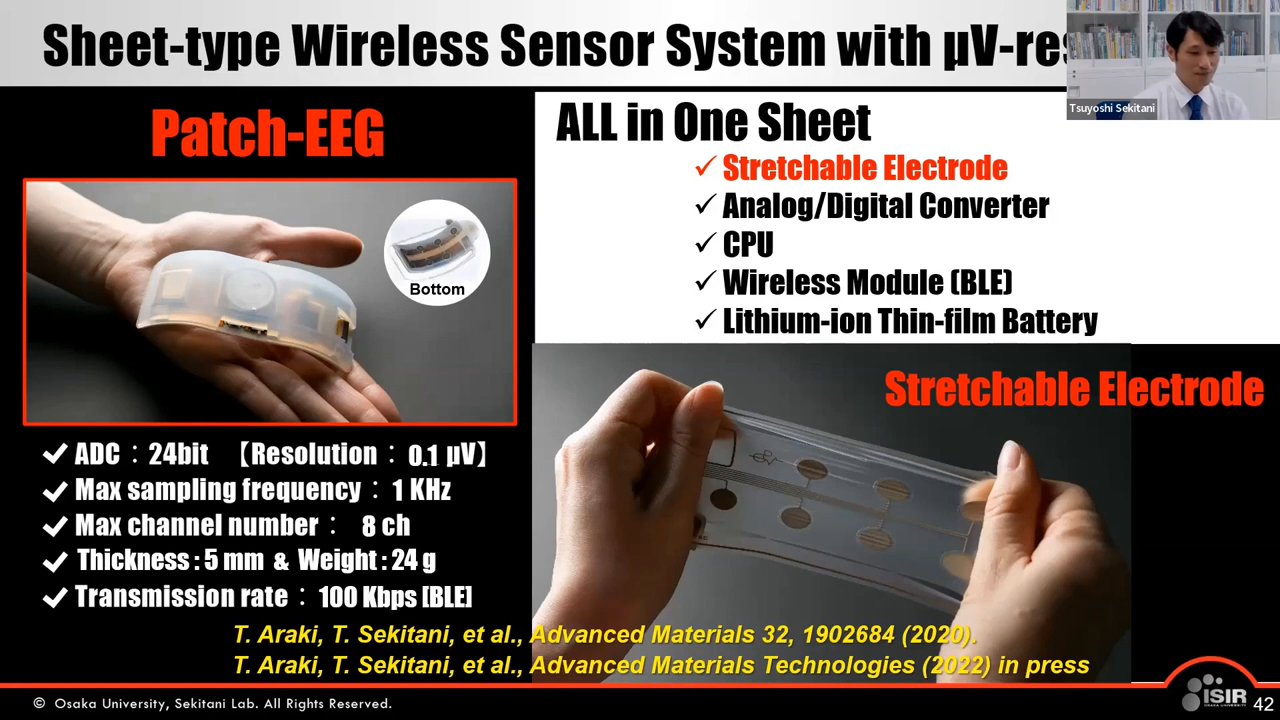 Sheet-type Wireless Sensor System with µV-res
Tsuyoshi Sekitani
Patch-EEG
Bottom
ADC：24bit 【Resolution：0.1 µV】
Max sampling frequency：1 KHz
Max channel number： 8 ch
Thickness : 5 mm & Weight : 24 g
Transmission rate：100 Kbps [BLE]
ALL in One Sheet
Stretchable Electrode
Analog/Digital Converter
CPU
Wireless Module (BLE)
Lithium-ion Thin-film Battery
Stretchable Electrode
T. Araki, T. Sekitani, et al., Advanced Materials 32, 1902684 (2020).
T. Araki, T. Sekitani, et al., Advanced Materials Technologies (2022) in press
© Osaka University, Sekitani Lab. All Rights Reserved.
ISIR
OSAKA UNIVERSITY
42